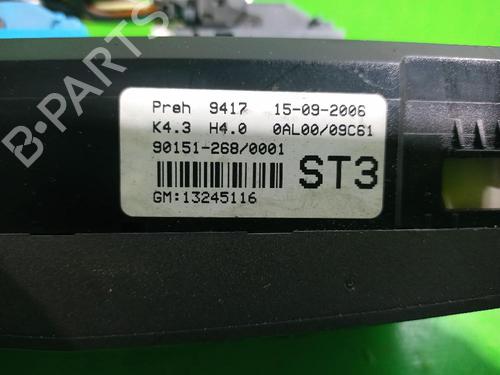 Preh 9417 15-09-2006
K4.3 H4.0 0AL00/09C61
90151-268/0001
ST3
GM:13245116
B-PARTS